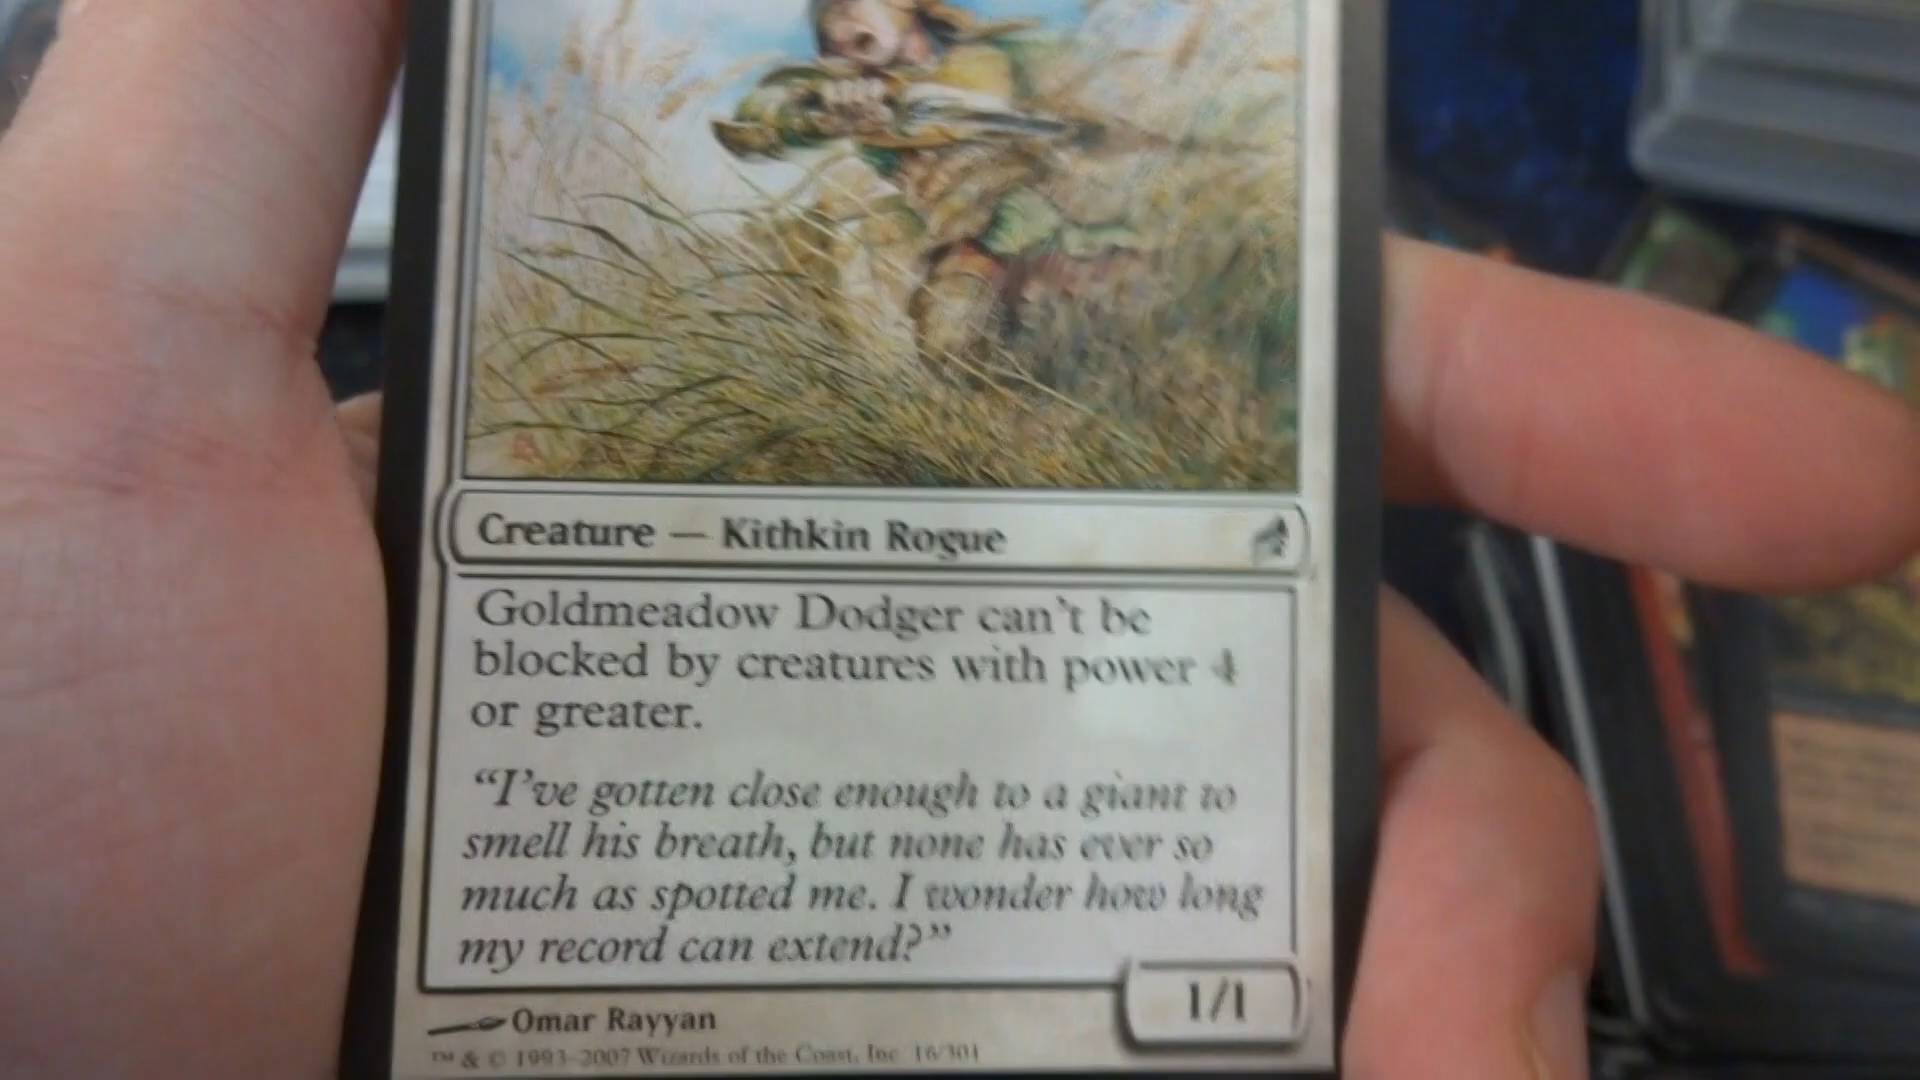 Creature — Kithkin Rogue
Goldmeadow Dodger can't be
blocked by creatures with power 4
or greater.
"I've gotten close enough to a giant to
smell his breath, but none has ever so
much as spotted me. I wonder how long
my record can extend?"
1/1
Omar Rayyan
™ & © 1993-2007 Wizards of the Coast, Inc. 16/301